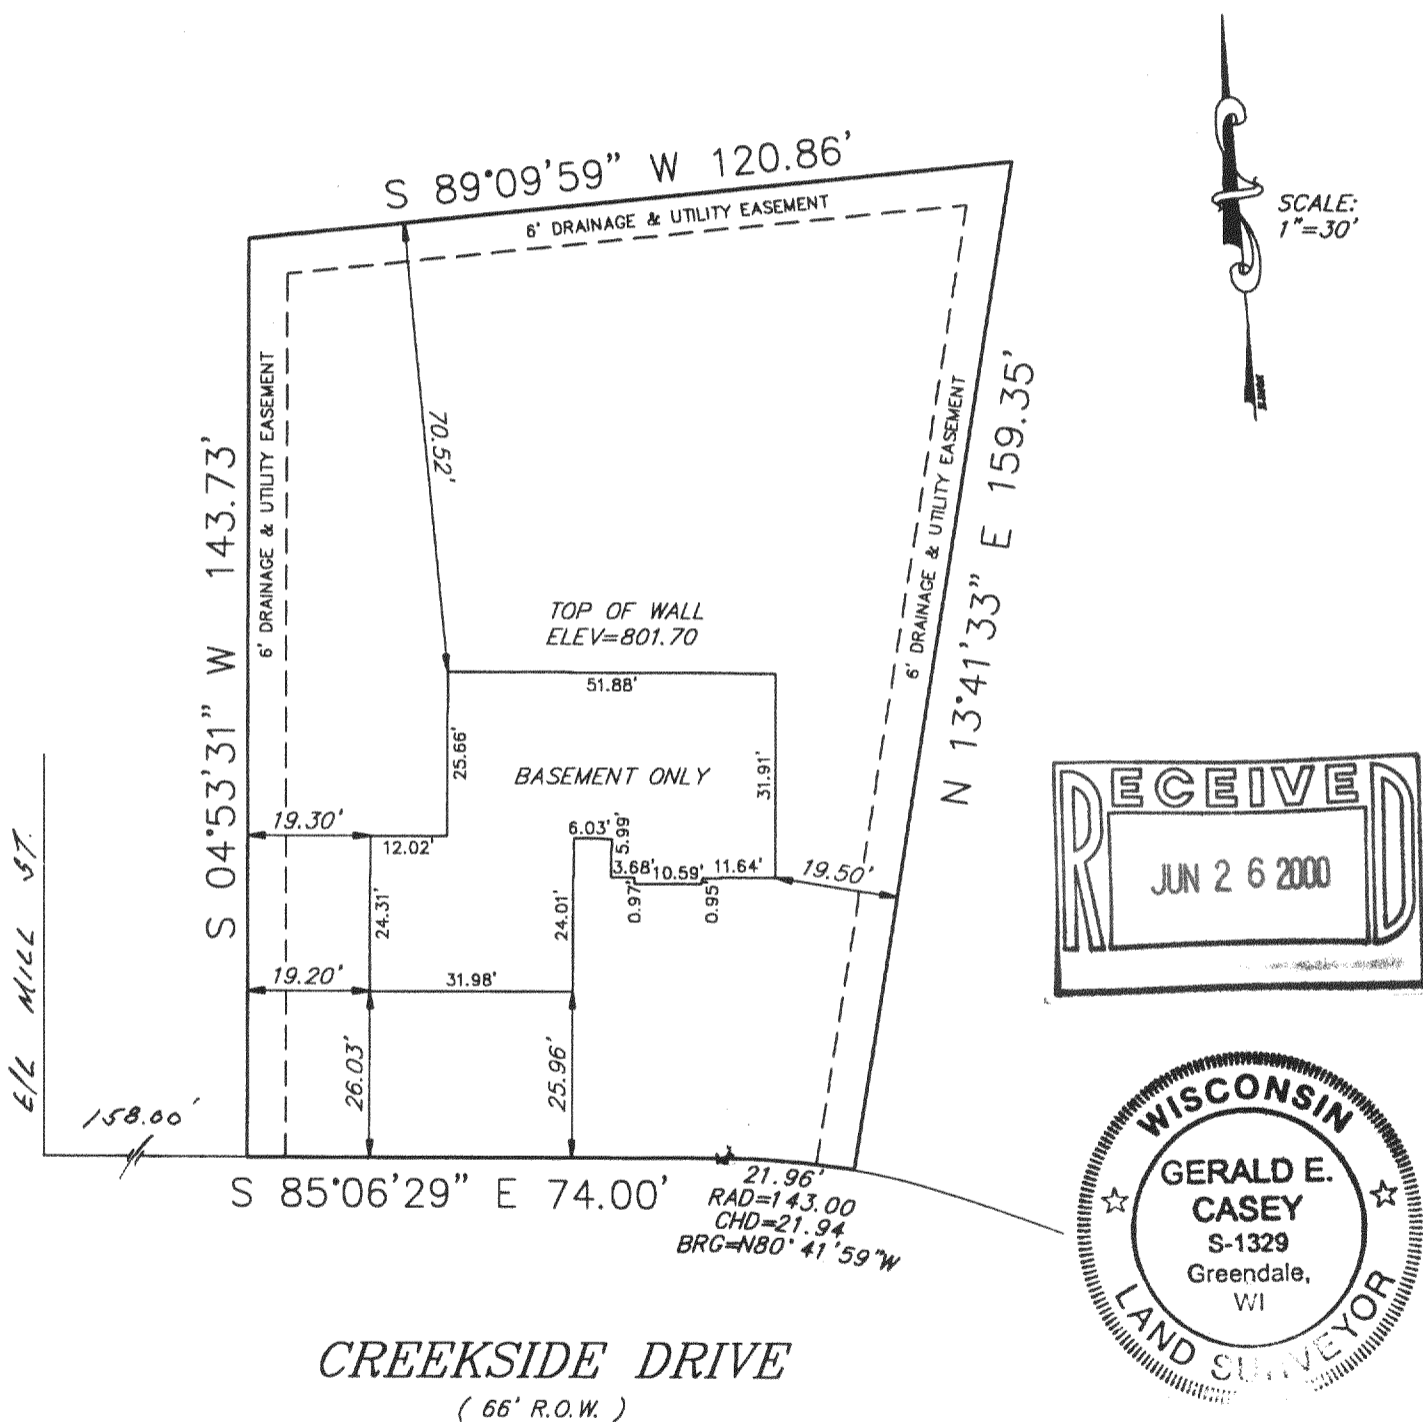 S 89°09'59" W 120.86'
6' DRAINAGE & UTILITY EASEMENT
SCALE:
1"=30'
S 04°53'31" W 143.73'
6' DRAINAGE & UTILITY EASEMENT
70.52'
N 13°41'33" E 159.35'
6' DRAINAGE & UTILITY EASEMENT
TOP OF WALL
ELEV=801.70
51.88'
25.66'
BASEMENT ONLY
31.91'
19.30'
12.02'
6.03'
5.99'
3.68'
10.59'
11.64'
0.97'
0.95'
19.50'
24.31'
24.01'
19.20'
31.98'
26.03'
25.96'
E/L MILL ST.
158.00'
S 85°06'29" E 74.00'
21.96'
RAD=143.00
CHD=21.94
BRG=N80°41'59"W
CREEKSIDE DRIVE
( 66' R.O.W. )
RECEIVED
JUN 26 2000
WISCONSIN
GERALD E.
CASEY
S-1329
Greendale,
WI
LAND SURVEYOR